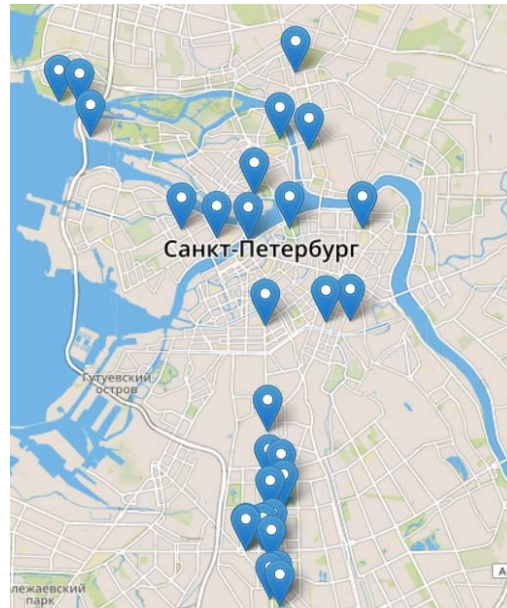 Санкт-Петербург
Гутуевский
остров
лежаевский
парк
А